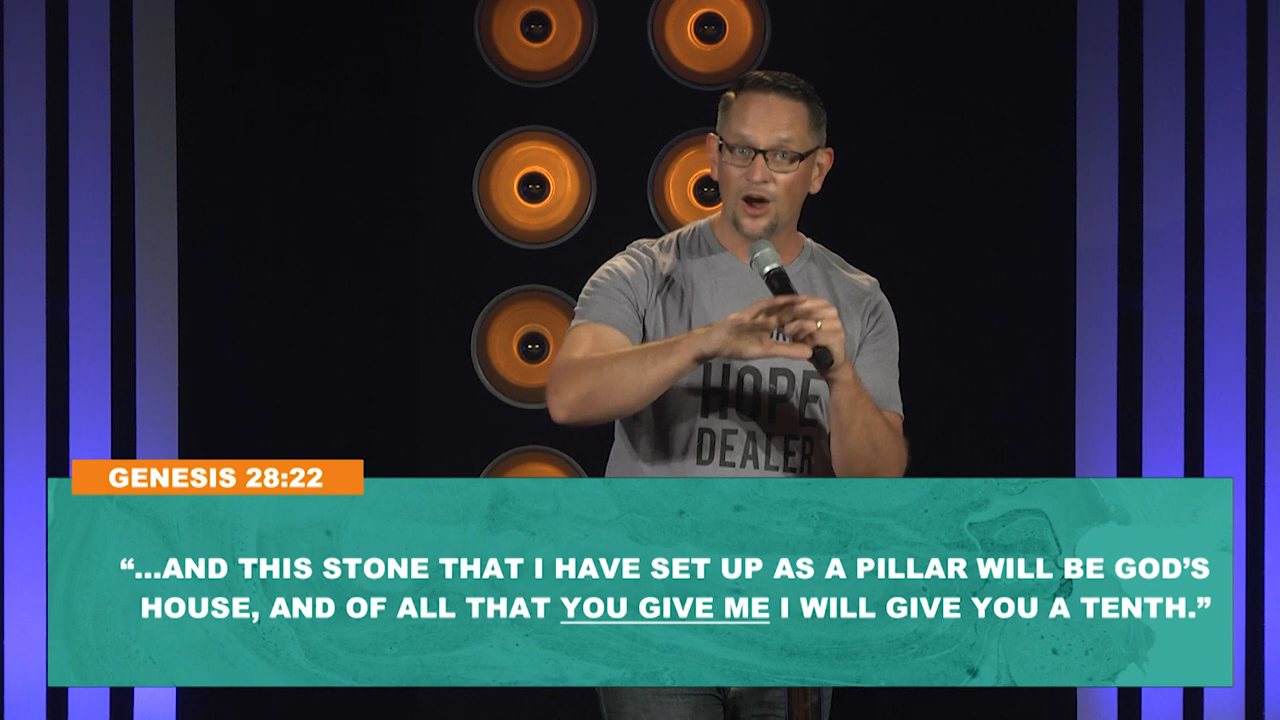 HOPE
DEALER
GENESIS 28:22
“...AND THIS STONE THAT I HAVE SET UP AS A PILLAR WILL BE GOD’S
HOUSE, AND OF ALL THAT YOU GIVE ME I WILL GIVE YOU A TENTH.”